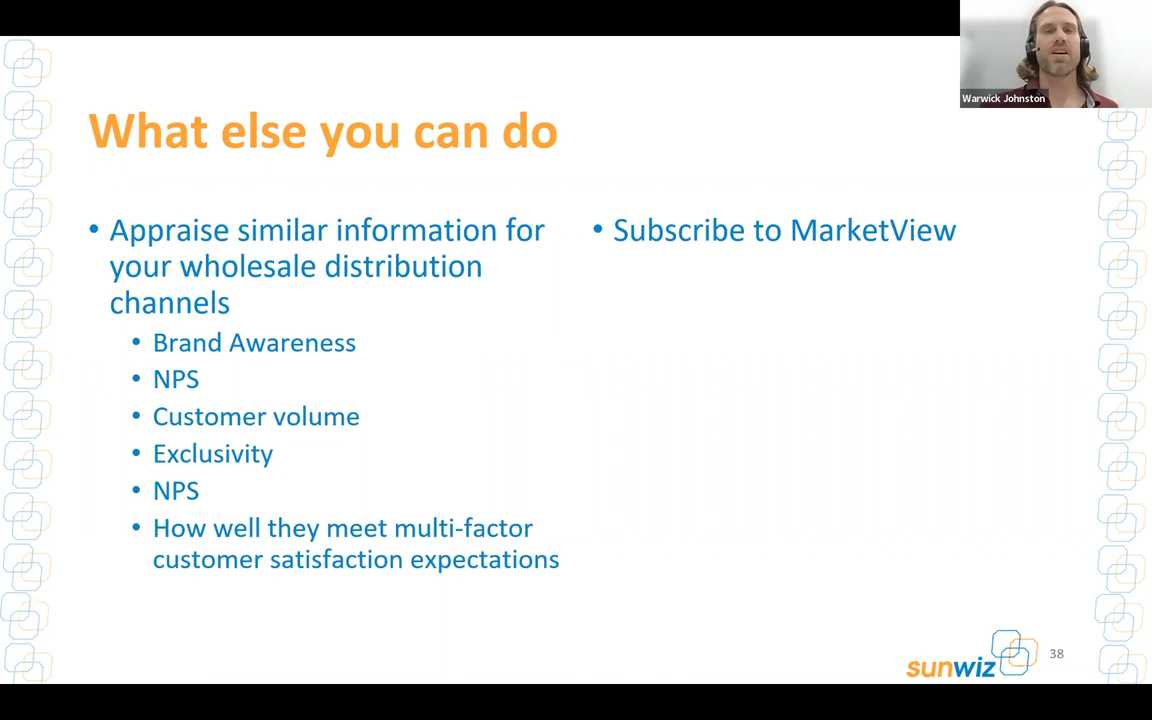 Warwick Johnston
What else you can do
• Appraise similar information for
your wholesale distribution
channels
• Brand Awareness
• NPS
• Customer volume
• Exclusivity
• NPS
• How well they meet multi-factor
customer satisfaction expectations
• Subscribe to MarketView
sunwiz
38